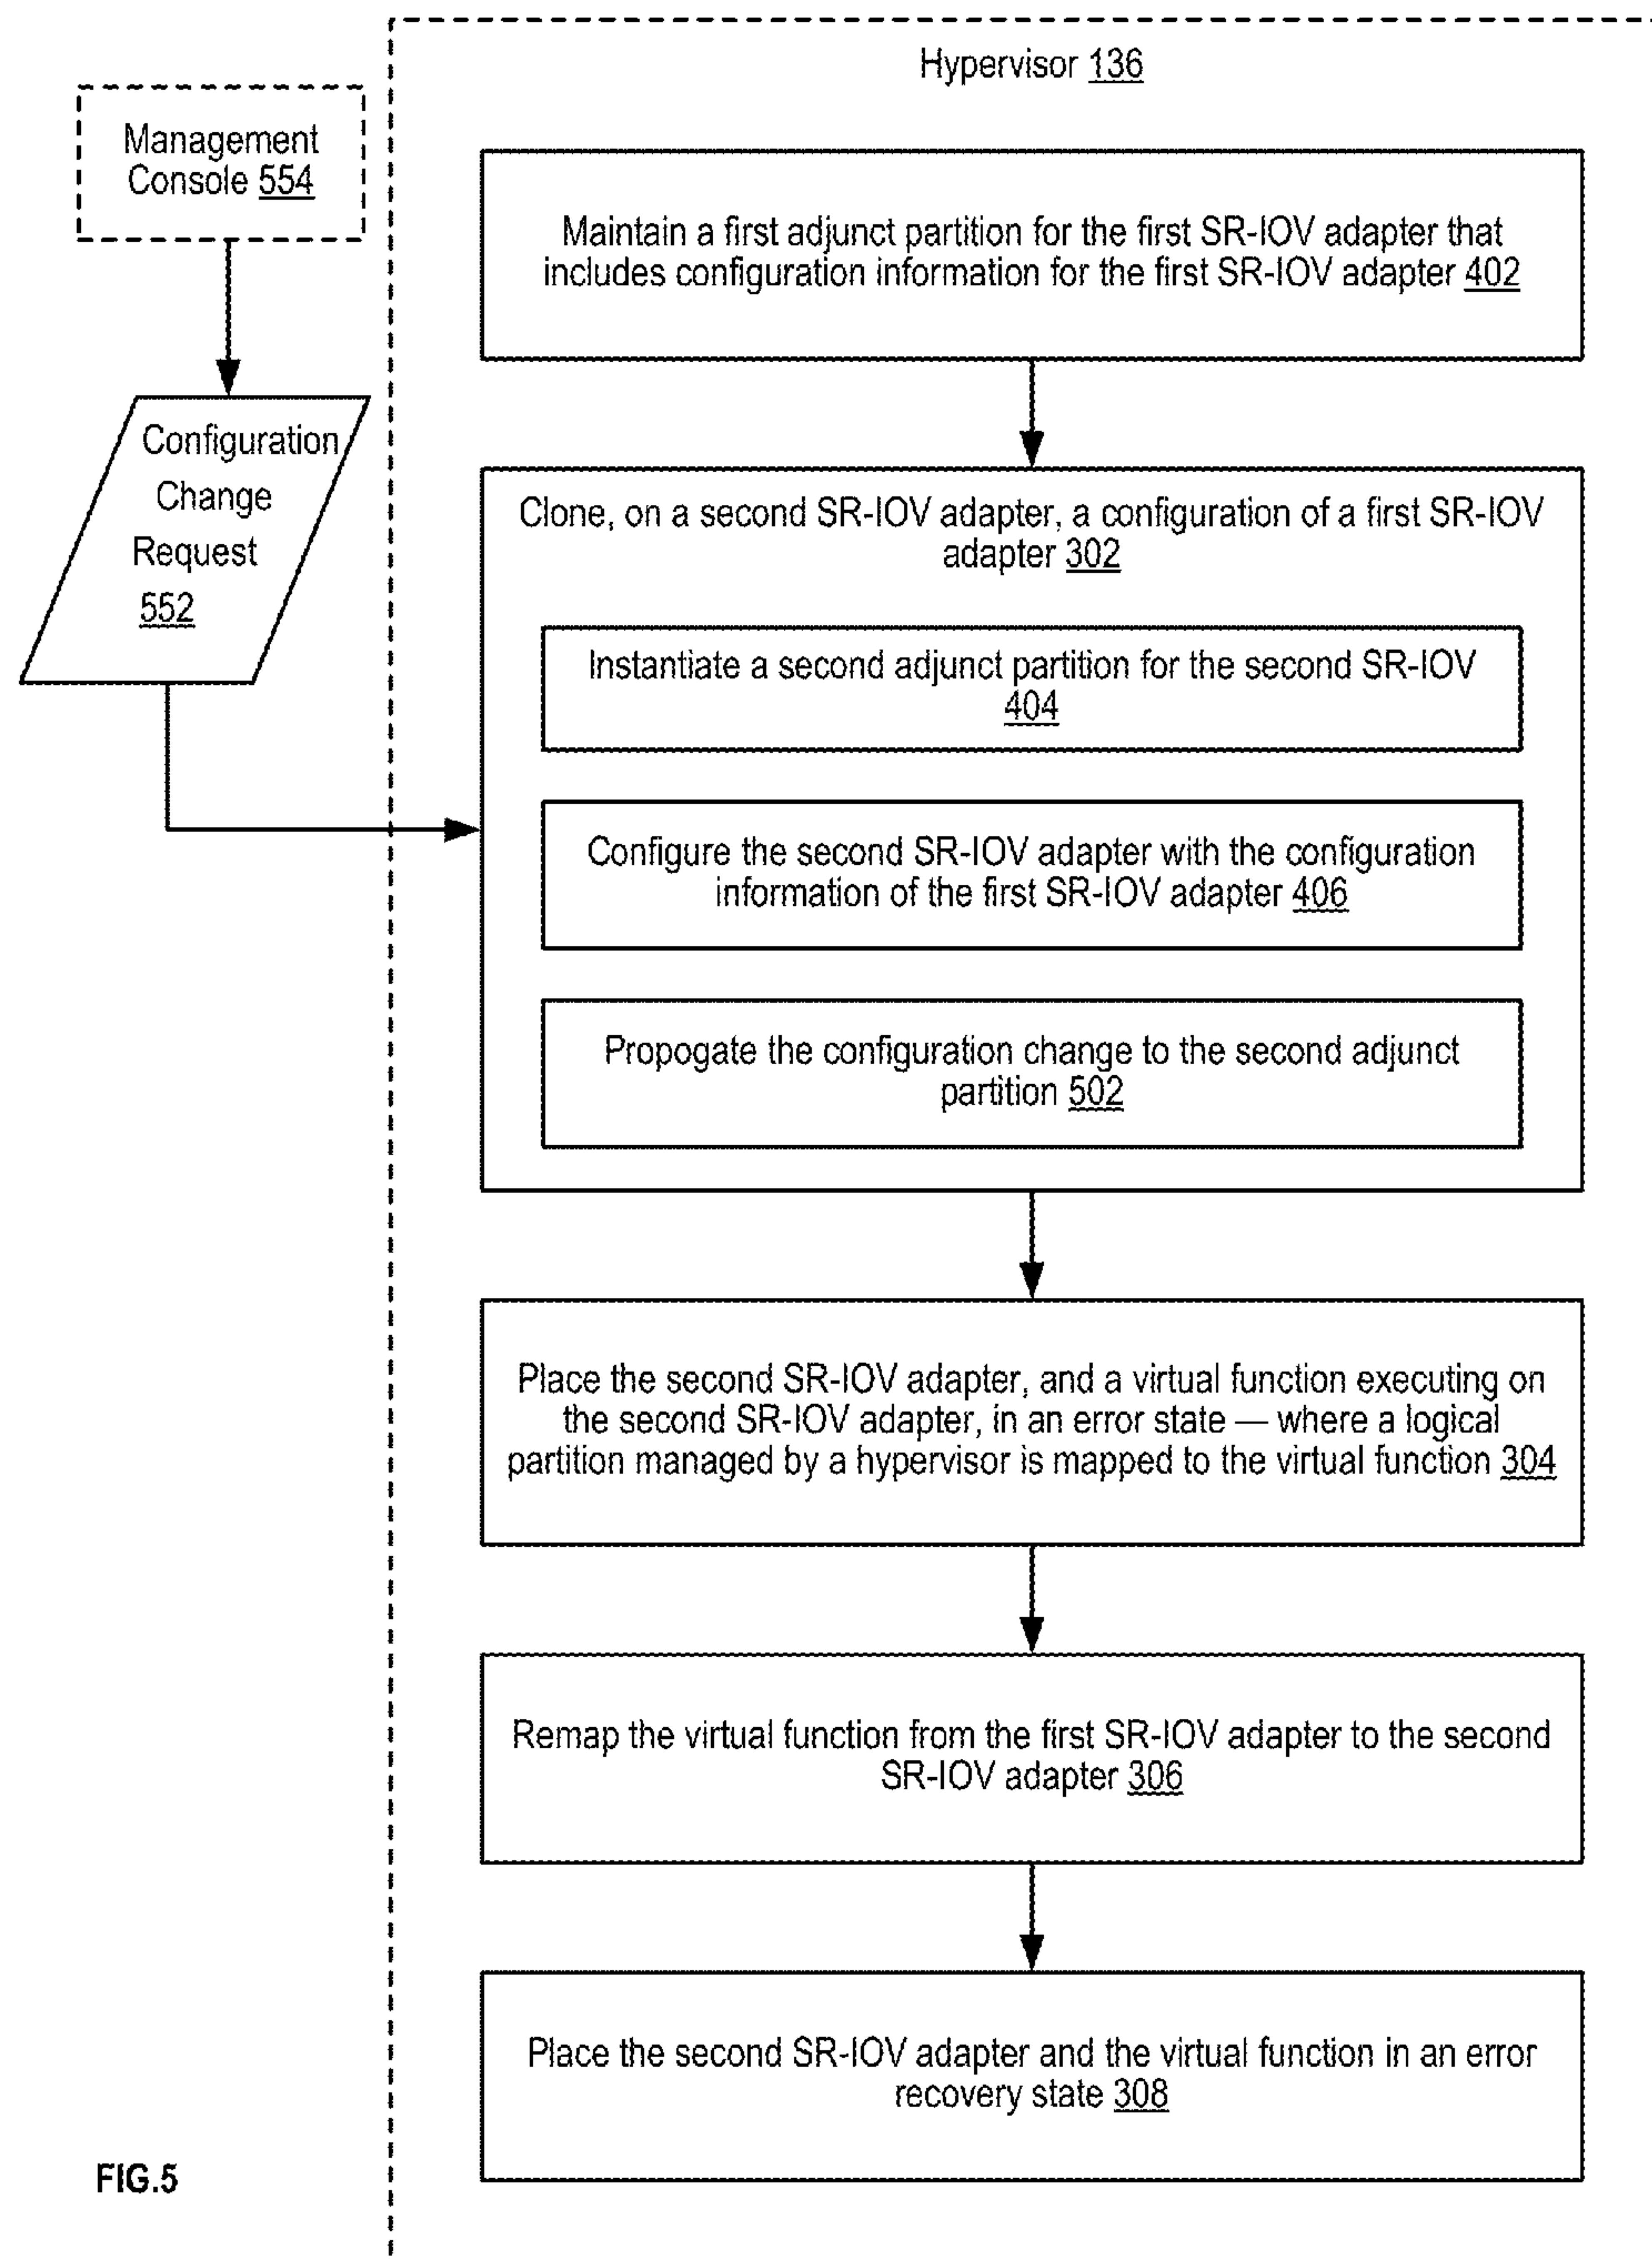 Hypervisor 136
Management
Console 554
Configuration
Change
Request
552
Maintain a first adjunct partition for the first SR-IOV adapter that
includes configuration information for the first SR-IOV adapter 402
Clone, on a second SR-IOV adapter, a configuration of a first SR-IOV
adapter 302
Instantiate a second adjunct partition for the second SR-IOV
404
Configure the second SR-IOV adapter with the configuration
information of the first SR-IOV adapter 406
Propogate the configuration change to the second adjunct
partition 502
Place the second SR-IOV adapter, and a virtual function executing on
the second SR-IOV adapter, in an error state — where a logical
partition managed by a hypervisor is mapped to the virtual function 304
Remap the virtual function from the first SR-IOV adapter to the second
SR-IOV adapter 306
Place the second SR-IOV adapter and the virtual function in an error
recovery state 308
FIG.5